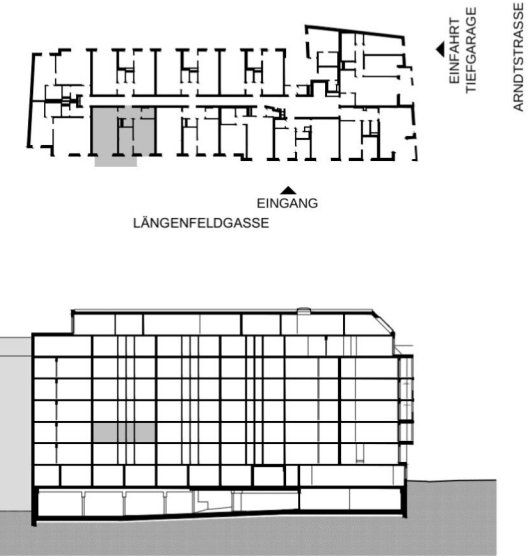 EINFAHRT
TIEFGARAGE
ARNDTSTRASSE
EINGANG
LÄNGENFELDGASSE